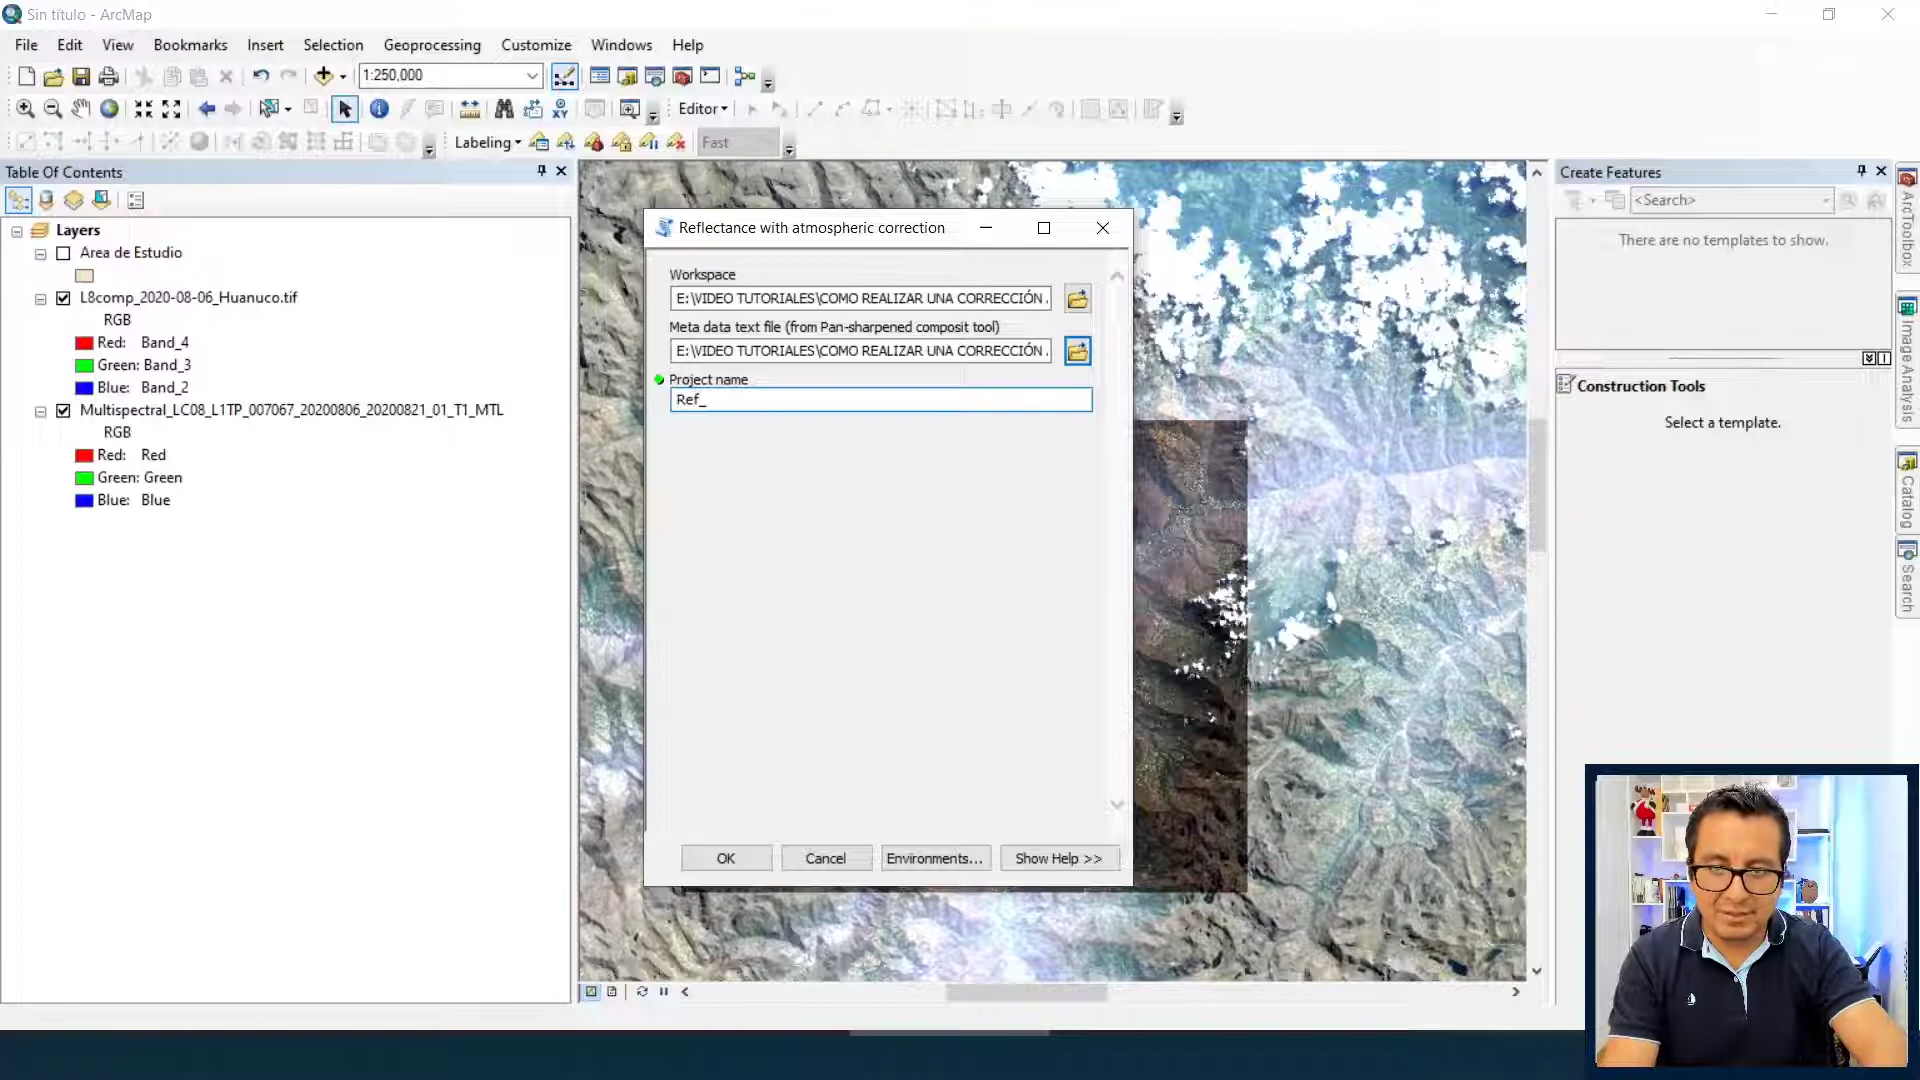 Sin título - ArcMap
File Edit View Bookmarks Insert Selection Geoprocessing Customize Windows Help
1:250,000
Editor
Labeling Fast
Table Of Contents
Layers
Area de Estudio
L8comp_2020-08-06_Huanuco.tif
RGB
Red: Band_4
Green: Band_3
Blue: Band_2
Multispectral_LC08_L1TP_007067_20200806_20200821_01_T1_MTL
RGB
Red: Red
Green: Green
Blue: Blue
Reflectance with atmospheric correction
Workspace
E:\VIDEO TUTORIALES\COMO REALIZAR UNA CORRECCIÓN
Meta data text file (from Pan-sharpened composit tool)
E:\VIDEO TUTORIALES\COMO REALIZAR UNA CORRECCIÓN
Project name
Ref_
OK Cancel Environments... Show Help >>
Create Features
<Search>
There are no templates to show.
Construction Tools
Select a template.
ArcToolbox
Image Analysis
Catalog
Search